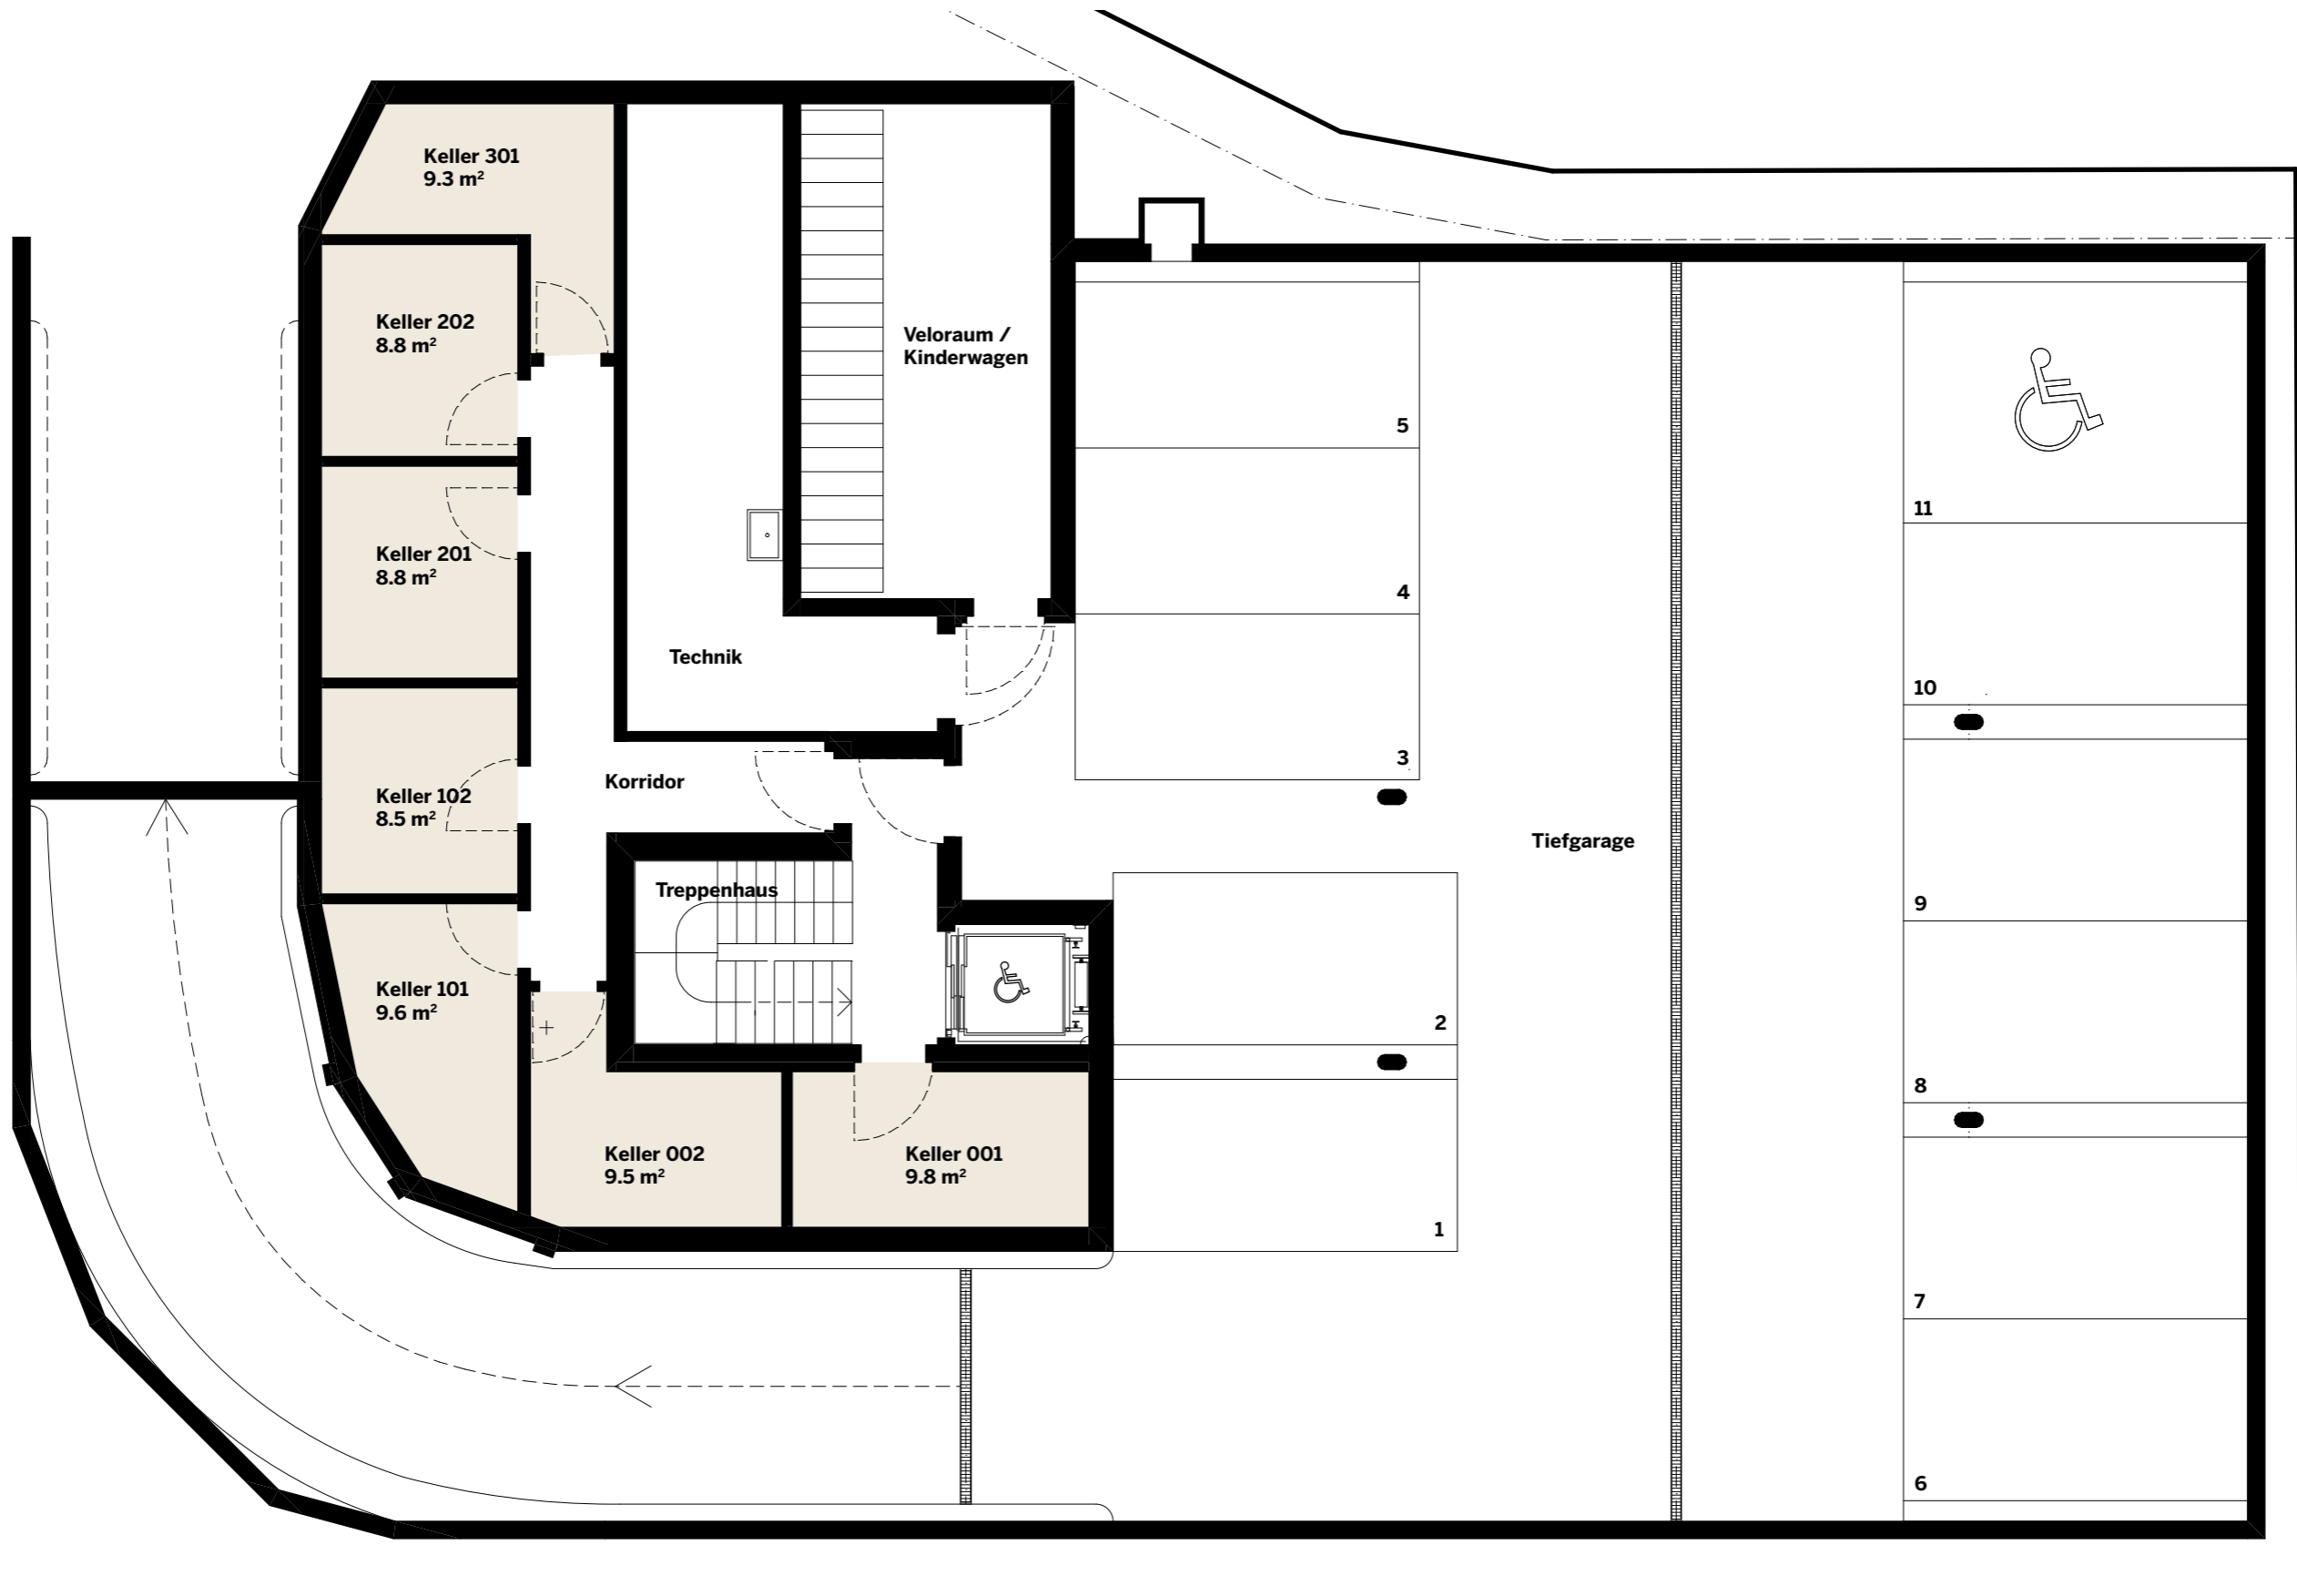 Keller 301
9.3 m²
Keller 202
8.8 m²
Veloraum /
Kinderwagen
5
11
Keller 201
8.8 m²
4
Technik
10
3
Korridor
Keller 102
8.5 m²
Tiefgarage
Treppenhaus
9
Keller 101
9.6 m²
2
8
Keller 002
9.5 m²
Keller 001
9.8 m²
1
7
6